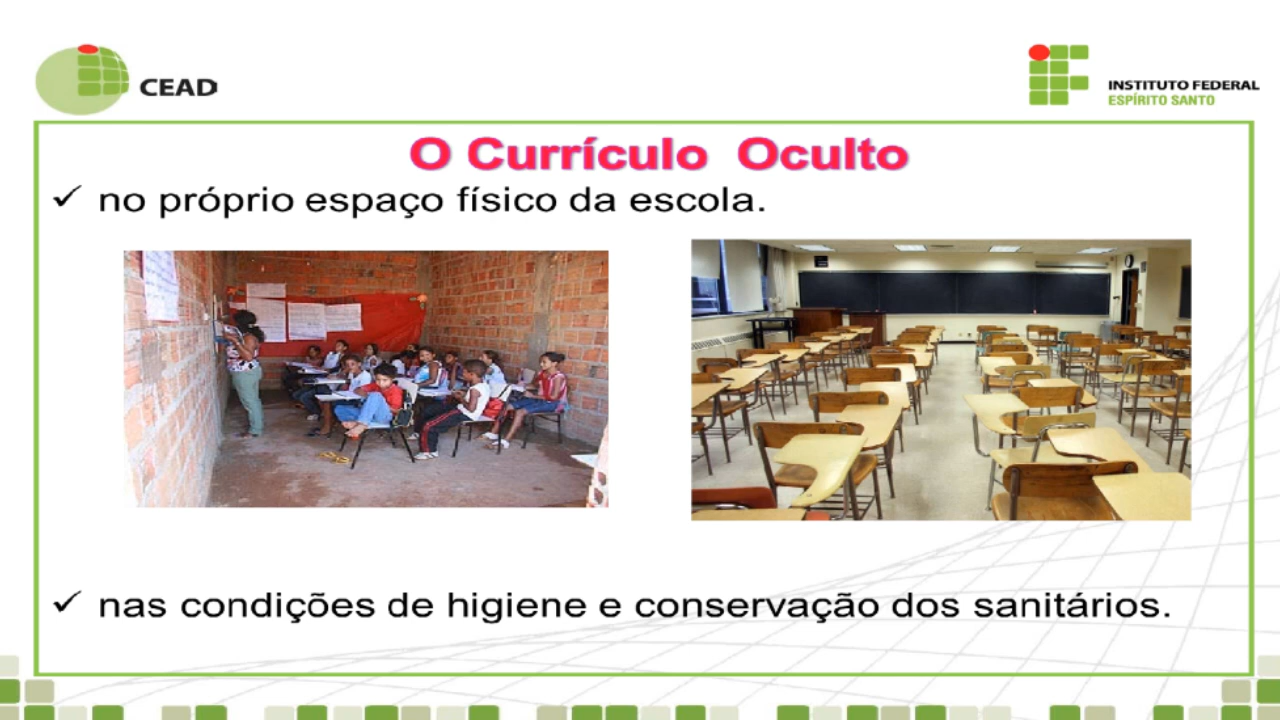 CEAD
INSTITUTO FEDERAL
ESPÍRITO SANTO
O Currículo Oculto
✓ no próprio espaço físico da escola.
✓ nas condições de higiene e conservação dos sanitários.